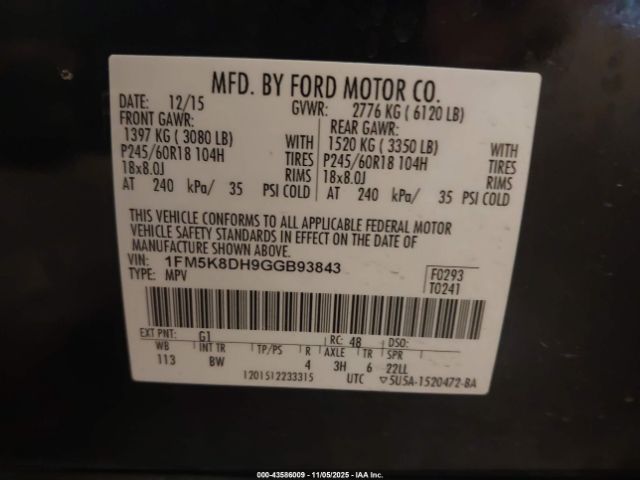 MFD. BY FORD MOTOR CO.
DATE: 12/15 GVWR: 2776 KG ( 6120 LB)
FRONT GAWR: REAR GAWR:
1397 KG ( 3080 LB) WITH 1520 KG ( 3350 LB) WITH
P245/60R18 104H TIRES P245/60R18 104H TIRES
18x8.0J RIMS 18x8.0J RIMS
AT 240 kPa/ 35 PSI COLD AT 240 kPa/ 35 PSI COLD
THIS VEHICLE CONFORMS TO ALL APPLICABLE FEDERAL MOTOR
VEHICLE SAFETY STANDARDS IN EFFECT ON THE DATE OF
MANUFACTURE SHOWN ABOVE.
VIN: 1FM5K8DH9GGB93843 F0293
TYPE: MPV T0241
EXT PNT: G1 RC: 48 DSO:
WB INT TR TP/PS R AXLE TR SPR
113 BW 4 3H 6 22LL
1201512233315 UTC ▽5U5A-1520472-BA
000-43586009 - 11/05/2025 - IAA, Inc.